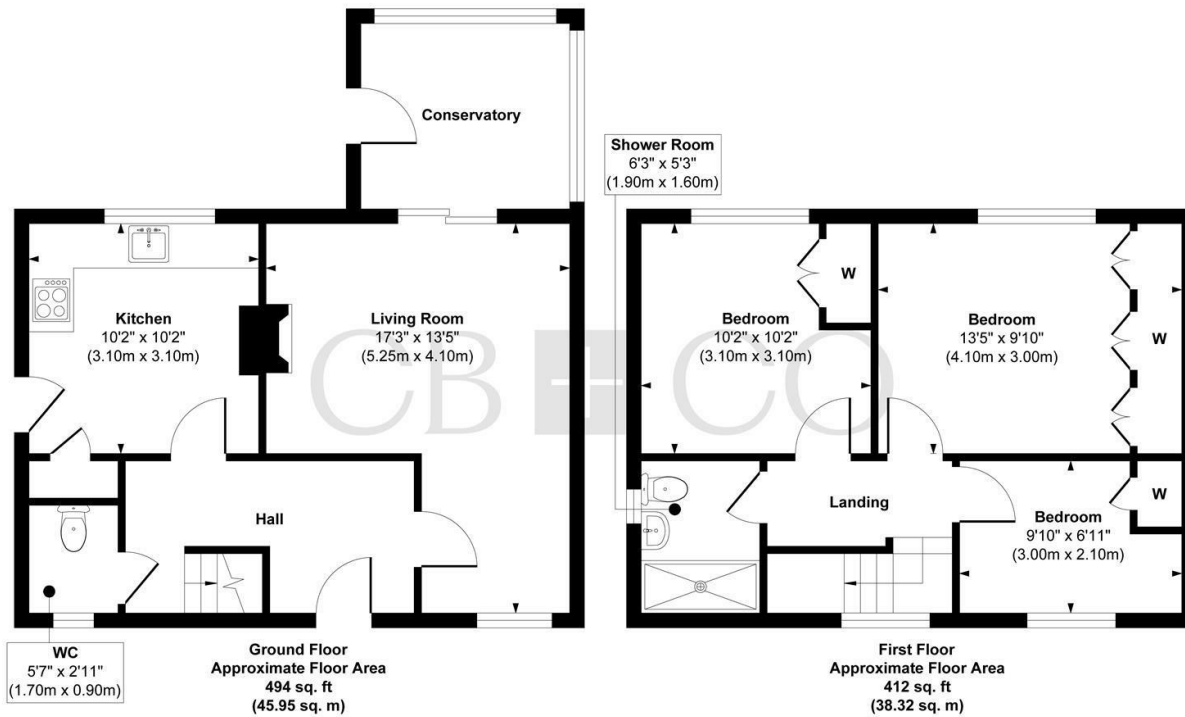 Conservatory
Kitchen
10'2" x 10'2"
(3.10m x 3.10m)
Living Room
17'3" x 13'5"
(5.25m x 4.10m)
Hall
WC
5'7" x 2'11"
(1.70m x 0.90m)
Ground Floor
Approximate Floor Area
494 sq. ft
(45.95 sq. m)
Shower Room
6'3" x 5'3"
(1.90m x 1.60m)
Bedroom
10'2" x 10'2"
(3.10m x 3.10m)
W
Bedroom
13'5" x 9'10"
(4.10m x 3.00m)
W
Landing
Bedroom
9'10" x 6'11"
(3.00m x 2.10m)
W
First Floor
Approximate Floor Area
412 sq. ft
(38.32 sq. m)
CB+CO